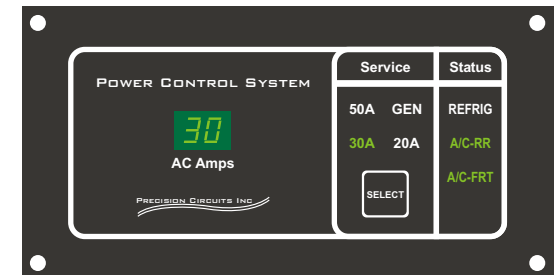 POWER CONTROL SYSTEM
30
AC Amps
PRECISION CIRCUITS INC
Service
50A GEN
30A 20A
SELECT
Status
REFRIG
A/C-RR
A/C-FRT